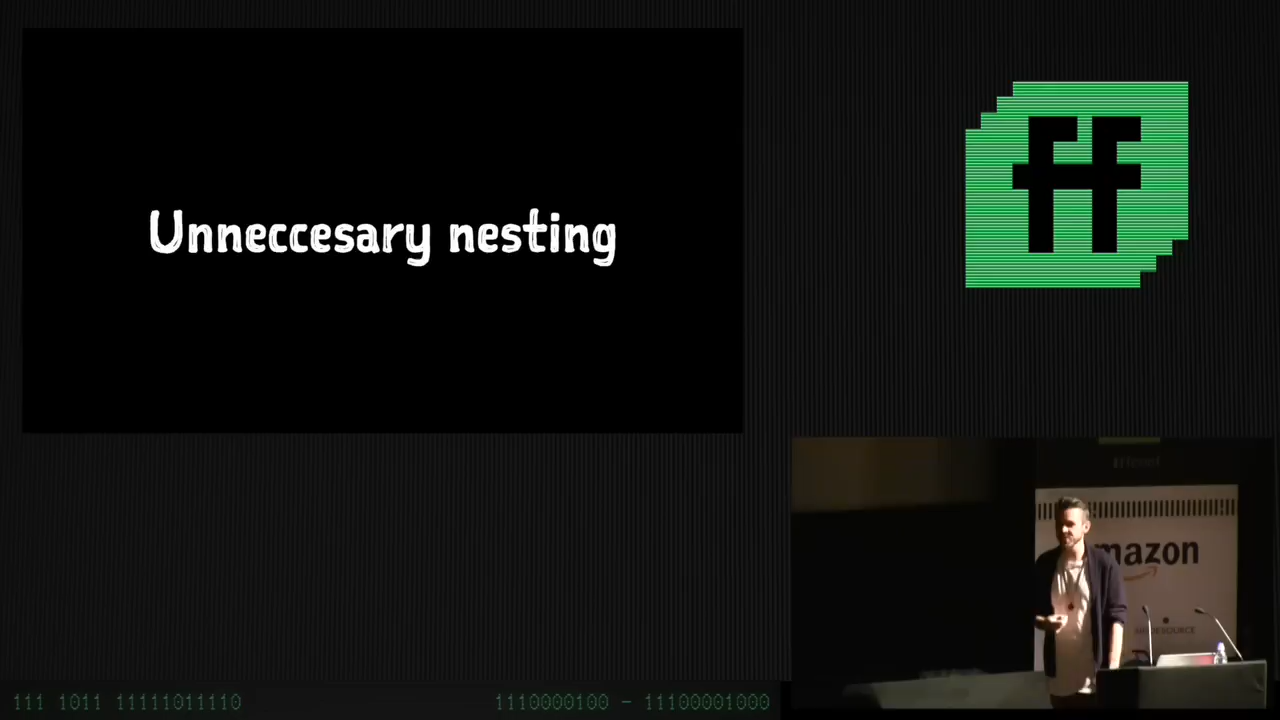 Unneccesary nesting
ff
mazon
111 1011 11111011110
1110000100 - 11100001000